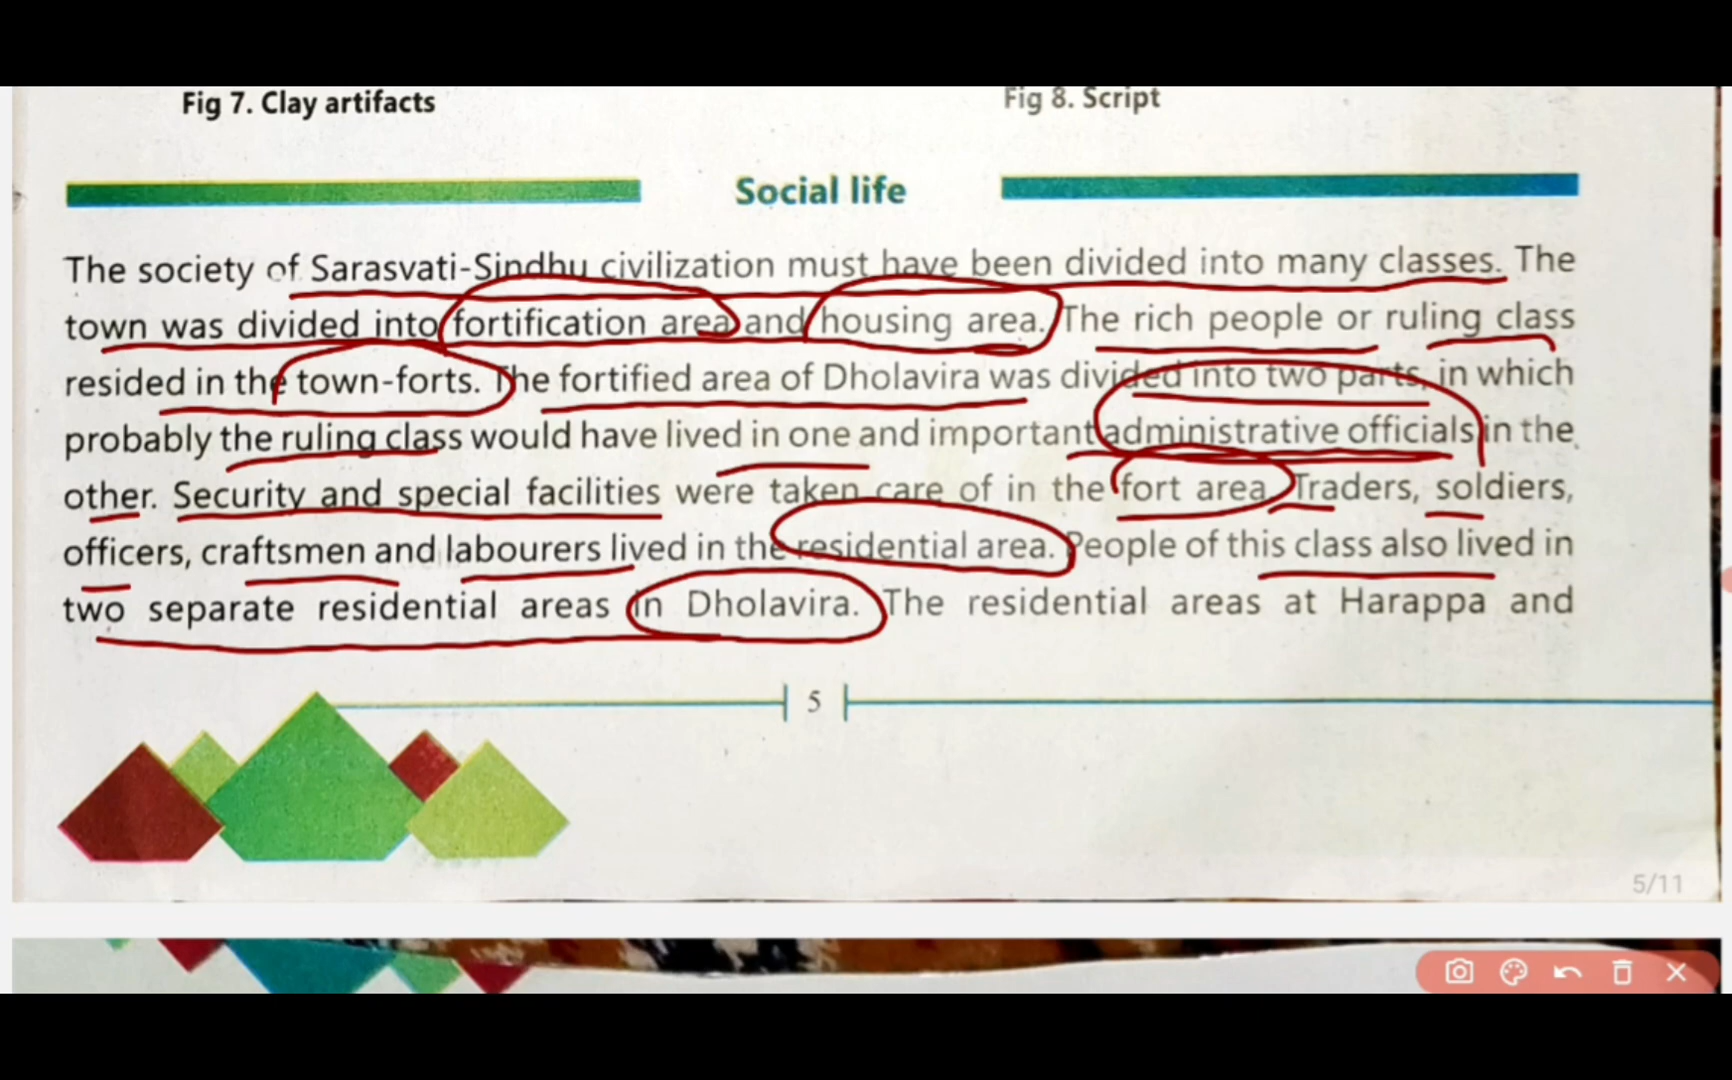 Fig 7. Clay artifacts
Fig 8. Script
Social life
The society of Sarasvati-Sindhu civilization must have been divided into many classes. The
town was divided into fortification area and housing area. The rich people or ruling class
resided in the town-forts. The fortified area of Dholavira was divided into two parts, in which
probably the ruling class would have lived in one and important administrative officials in the
other. Security and special facilities were taken care of in the fort area. Traders, soldiers,
officers, craftsmen and labourers lived in the residential area. People of this class also lived in
two separate residential areas in Dholavira. The residential areas at Harappa and
5
5/11